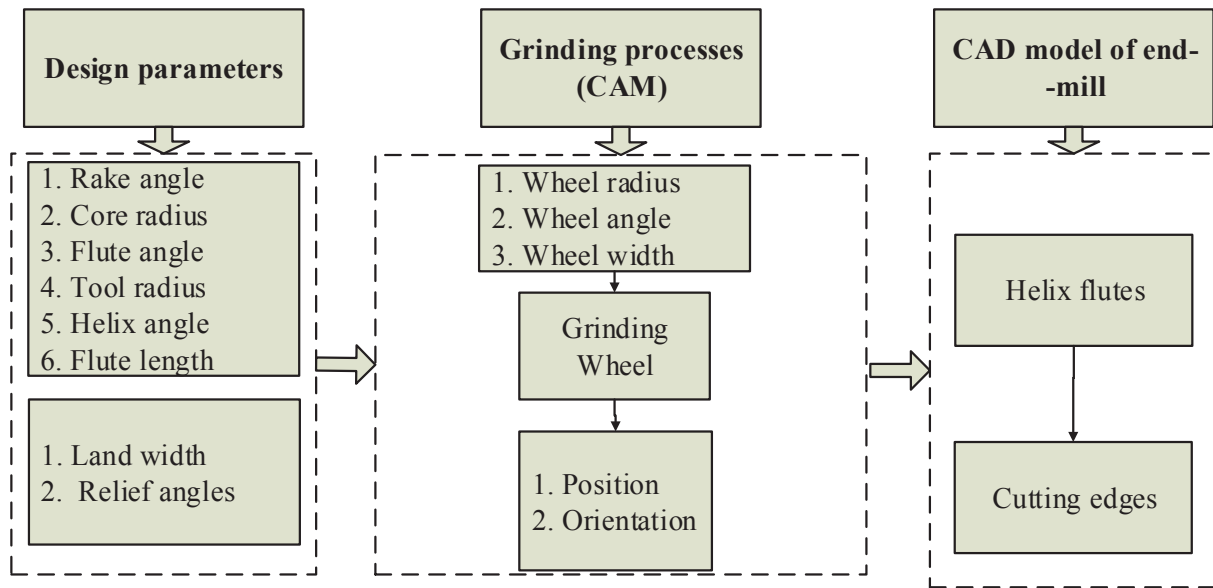 Design parameters
1. Rake angle
2. Core radius
3. Flute angle
4. Tool radius
5. Helix angle
6. Flute length
1. Land width
2. Relief angles
Grinding processes
(CAM)
1. Wheel radius
2. Wheel angle
3. Wheel width
Grinding
Wheel
1. Position
2. Orientation
CAD model of end-
-mill
Helix flutes
Cutting edges